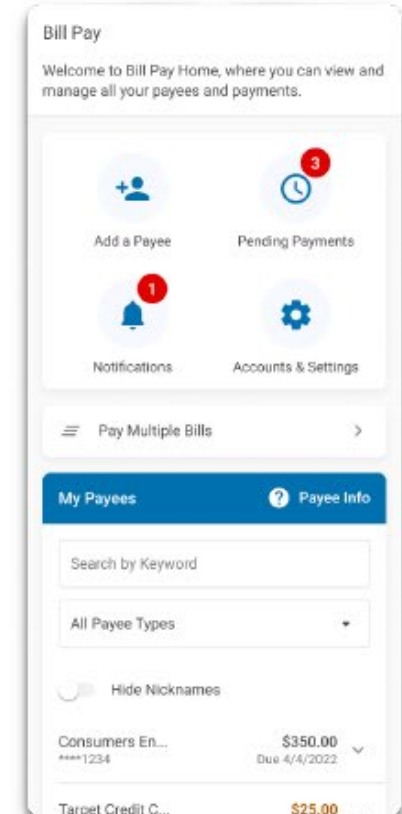 Bill Pay
Welcome to Bill Pay Home, where you can view and
manage all your payees and payments.
3
Add a Payee
Pending Payments
1
Notifications
Accounts & Settings
Pay Multiple Bills
My Payees
? Payee Info
Search by Keyword
All Payee Types
Hide Nicknames
Consumers En... $350.00
****1234 Due 4/4/2022
Target Credit C... $25.00